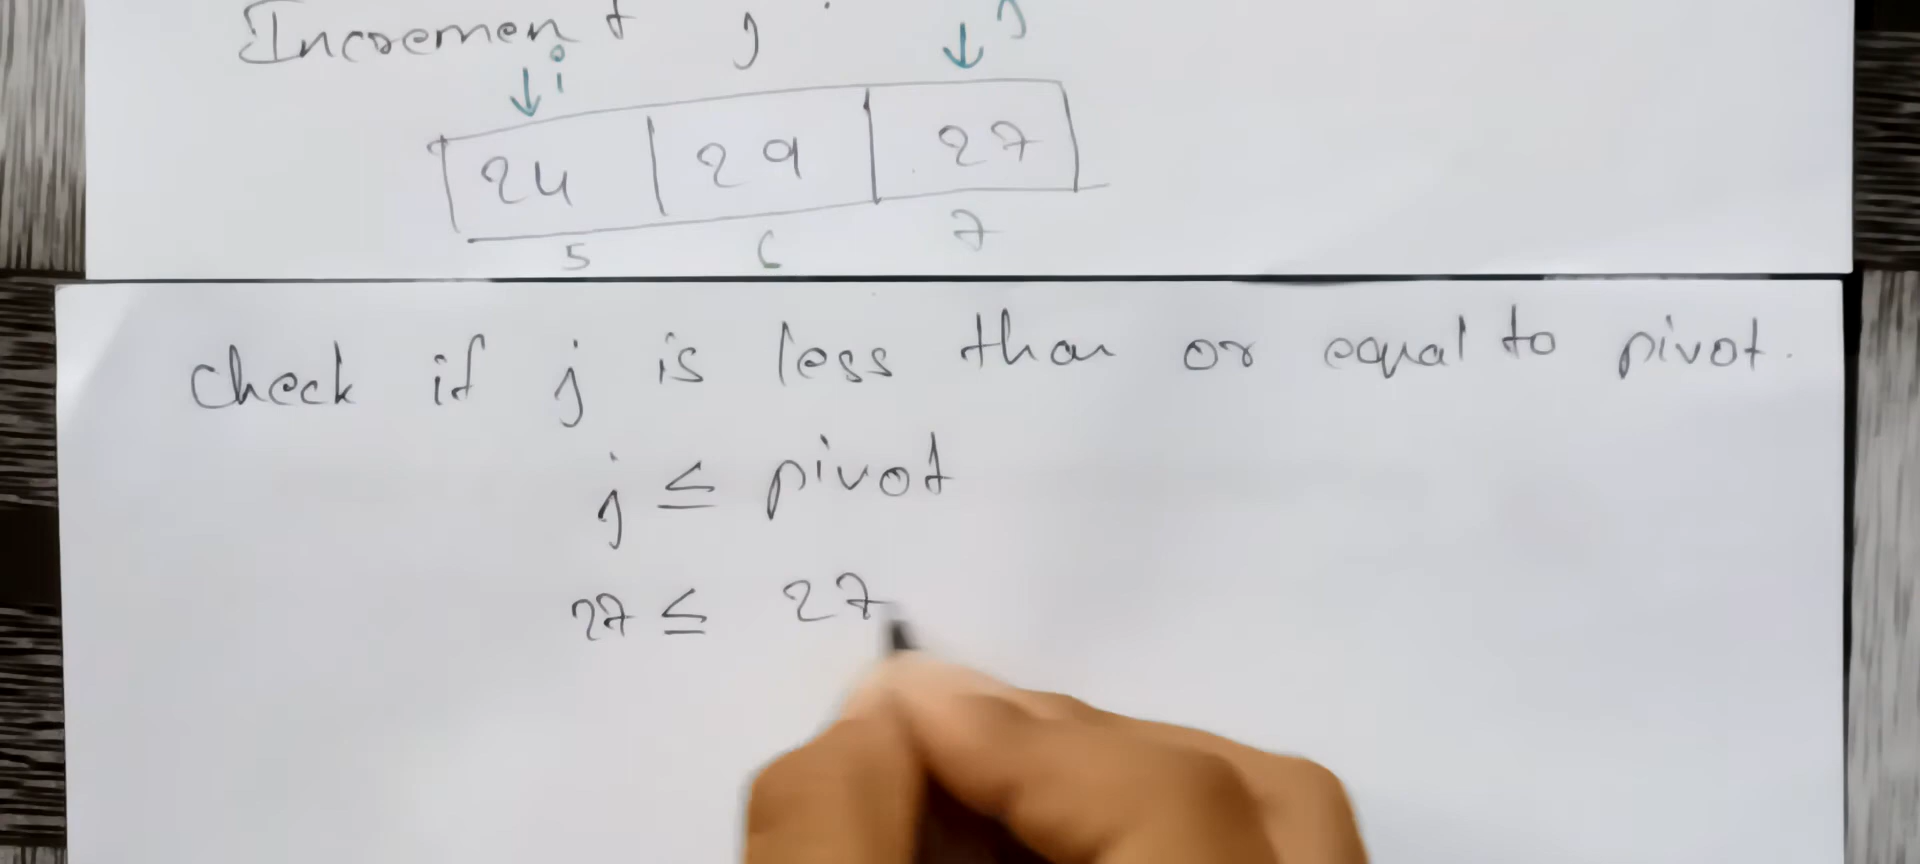 Increment j
↓ i ↓ j
24 29 27
5 6 7
check if j is less than or equal to pivot.
j ≤ pivot
27 ≤ 27